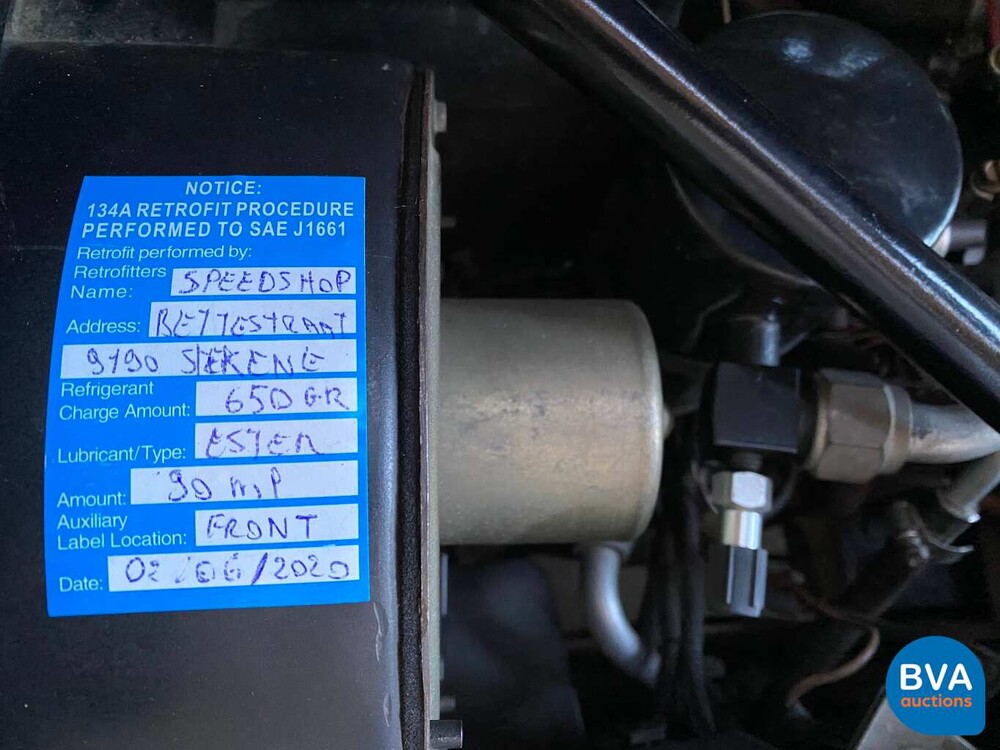 NOTICE:
134A RETROFIT PROCEDURE
PERFORMED TO SAE J1661
Retrofit performed by:
Retrofitters
Name: SPEEDSHOP
Address: BETTESTRAAT
9190 STEKENE
Refrigerant
Charge Amount: 650 GR
Lubricant/Type: ESTER
Amount: 90 ml
Auxiliary
Label Location: FRONT
Date: 02/06/2020
BVA
auctions